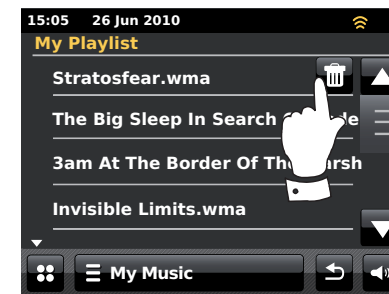 15:05 26 Jun 2010
My Playlist
Stratosfear.wma
The Big Sleep In Search
3am At The Border Of The
Invisible Limits.wma
My Music